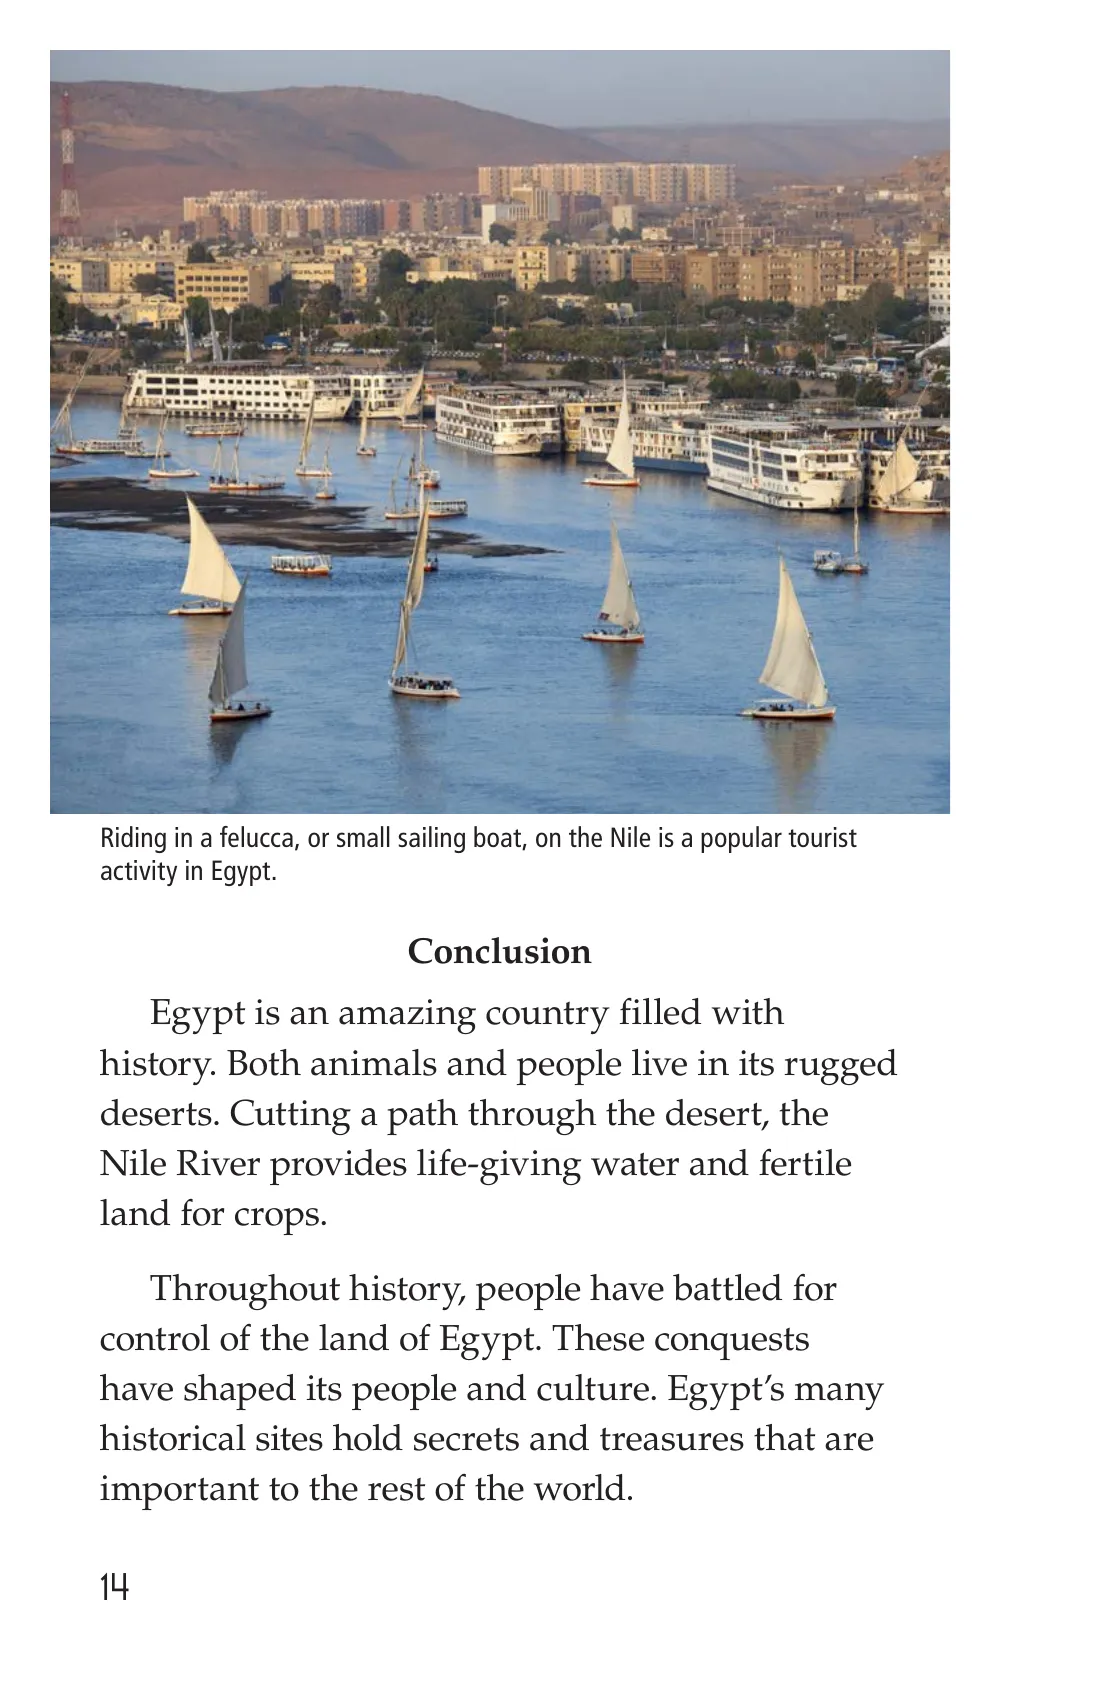 Riding in a felucca, or small sailing boat, on the Nile is a popular tourist
activity in Egypt.
Conclusion
Egypt is an amazing country filled with
history. Both animals and people live in its rugged
deserts. Cutting a path through the desert, the
Nile River provides life-giving water and fertile
land for crops.
Throughout history, people have battled for
control of the land of Egypt. These conquests
have shaped its people and culture. Egypt’s many
historical sites hold secrets and treasures that are
important to the rest of the world.
14